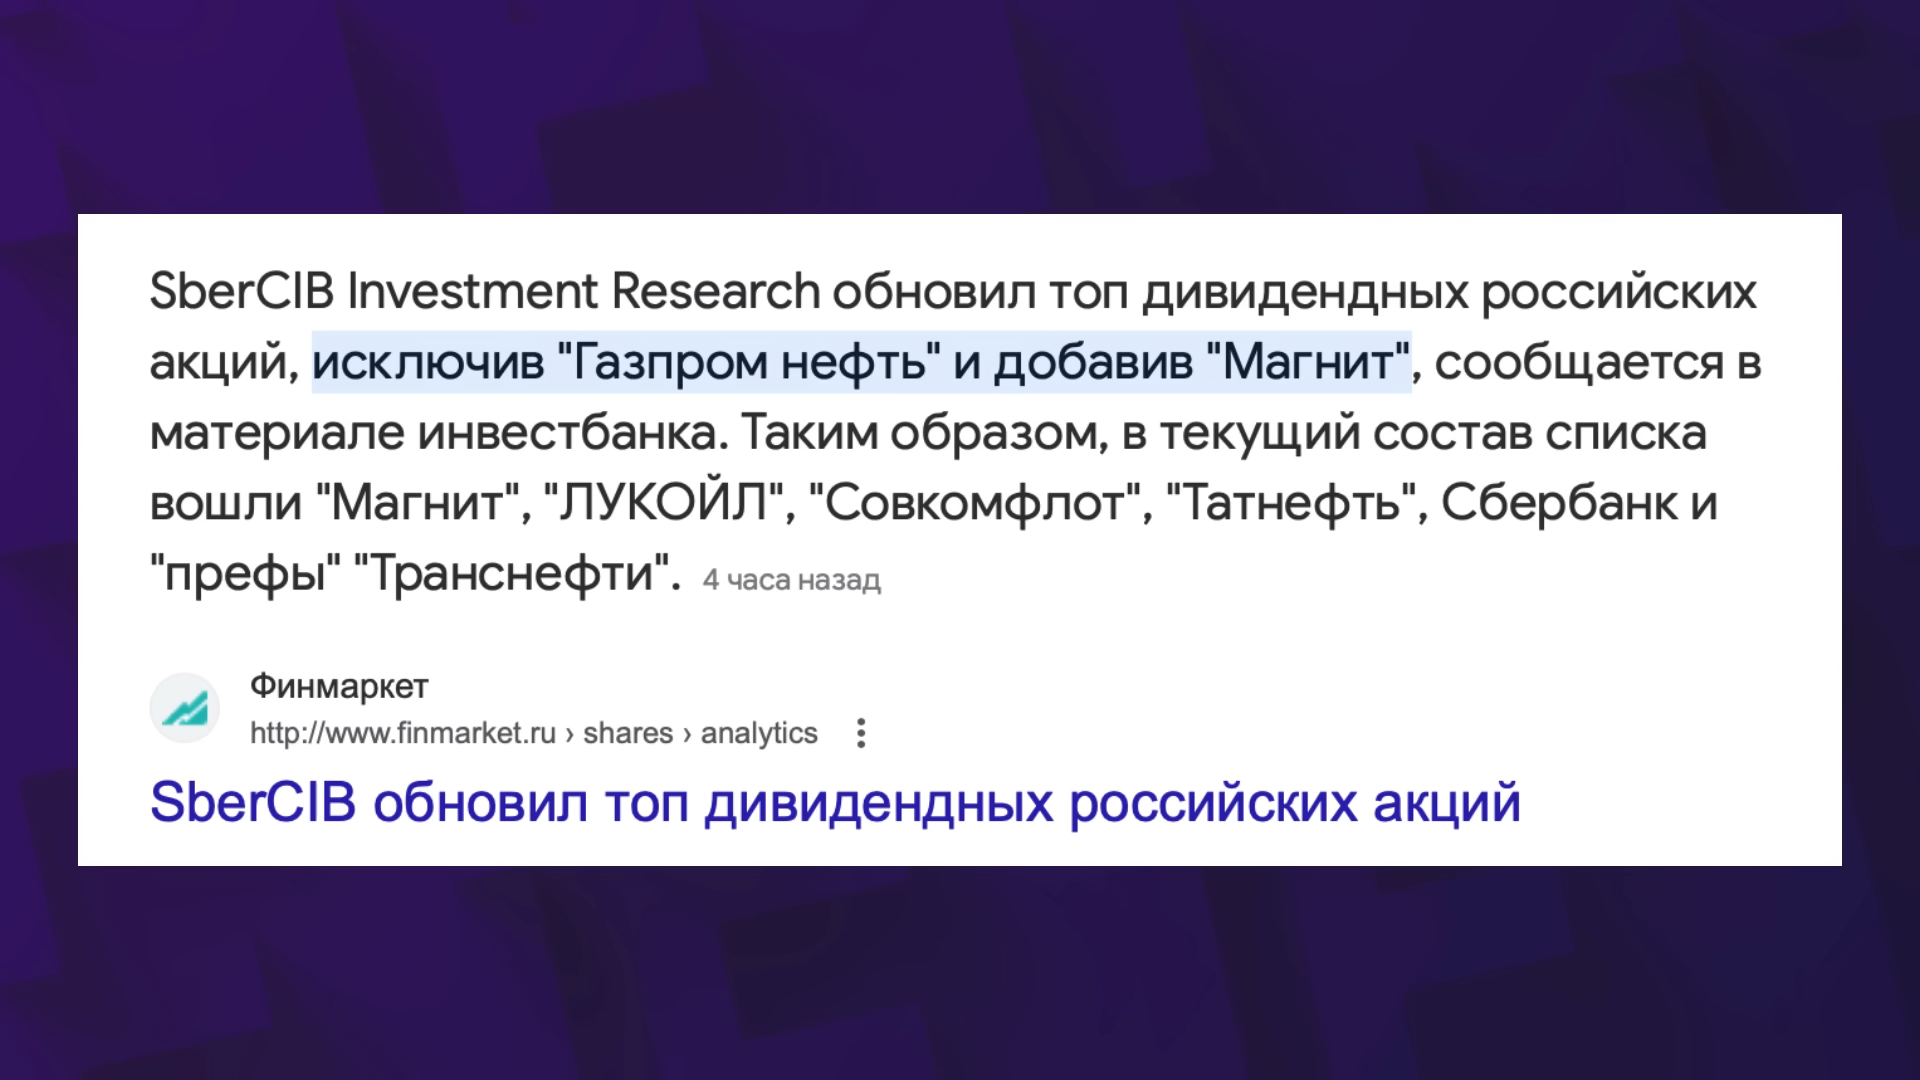 SberCIB Investment Research обновил топ дивидендных российских
акций, исключив "Газпром нефть" и добавив "Магнит", сообщается в
материале инвестбанка. Таким образом, в текущий состав списка
вошли "Магнит", "ЛУКОЙЛ", "Совкомфлот", "Татнефть", Сбербанк и
"префы" "Транснефти". 4 часа назад
Финмаркет
http://www.finmarket.ru › shares › analytics
SberCIB обновил топ дивидендных российских акций